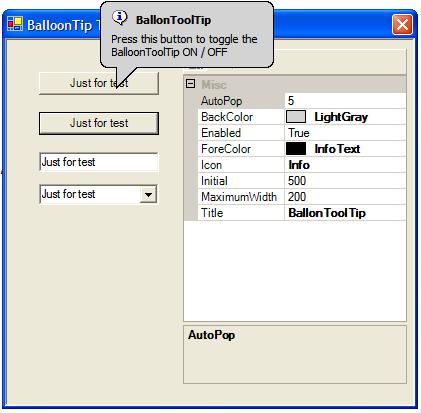 BalloonTip T
BallonToolTip
Press this button to toggle the
BalloonToolTip ON / OFF
Just for test
Just for test
Just for test
Just for test
Misc
AutoPop 5
BackColor LightGray
Enabled True
ForeColor InfoText
Icon Info
Initial 500
MaximumWidth 200
Title BallonToolTip
AutoPop